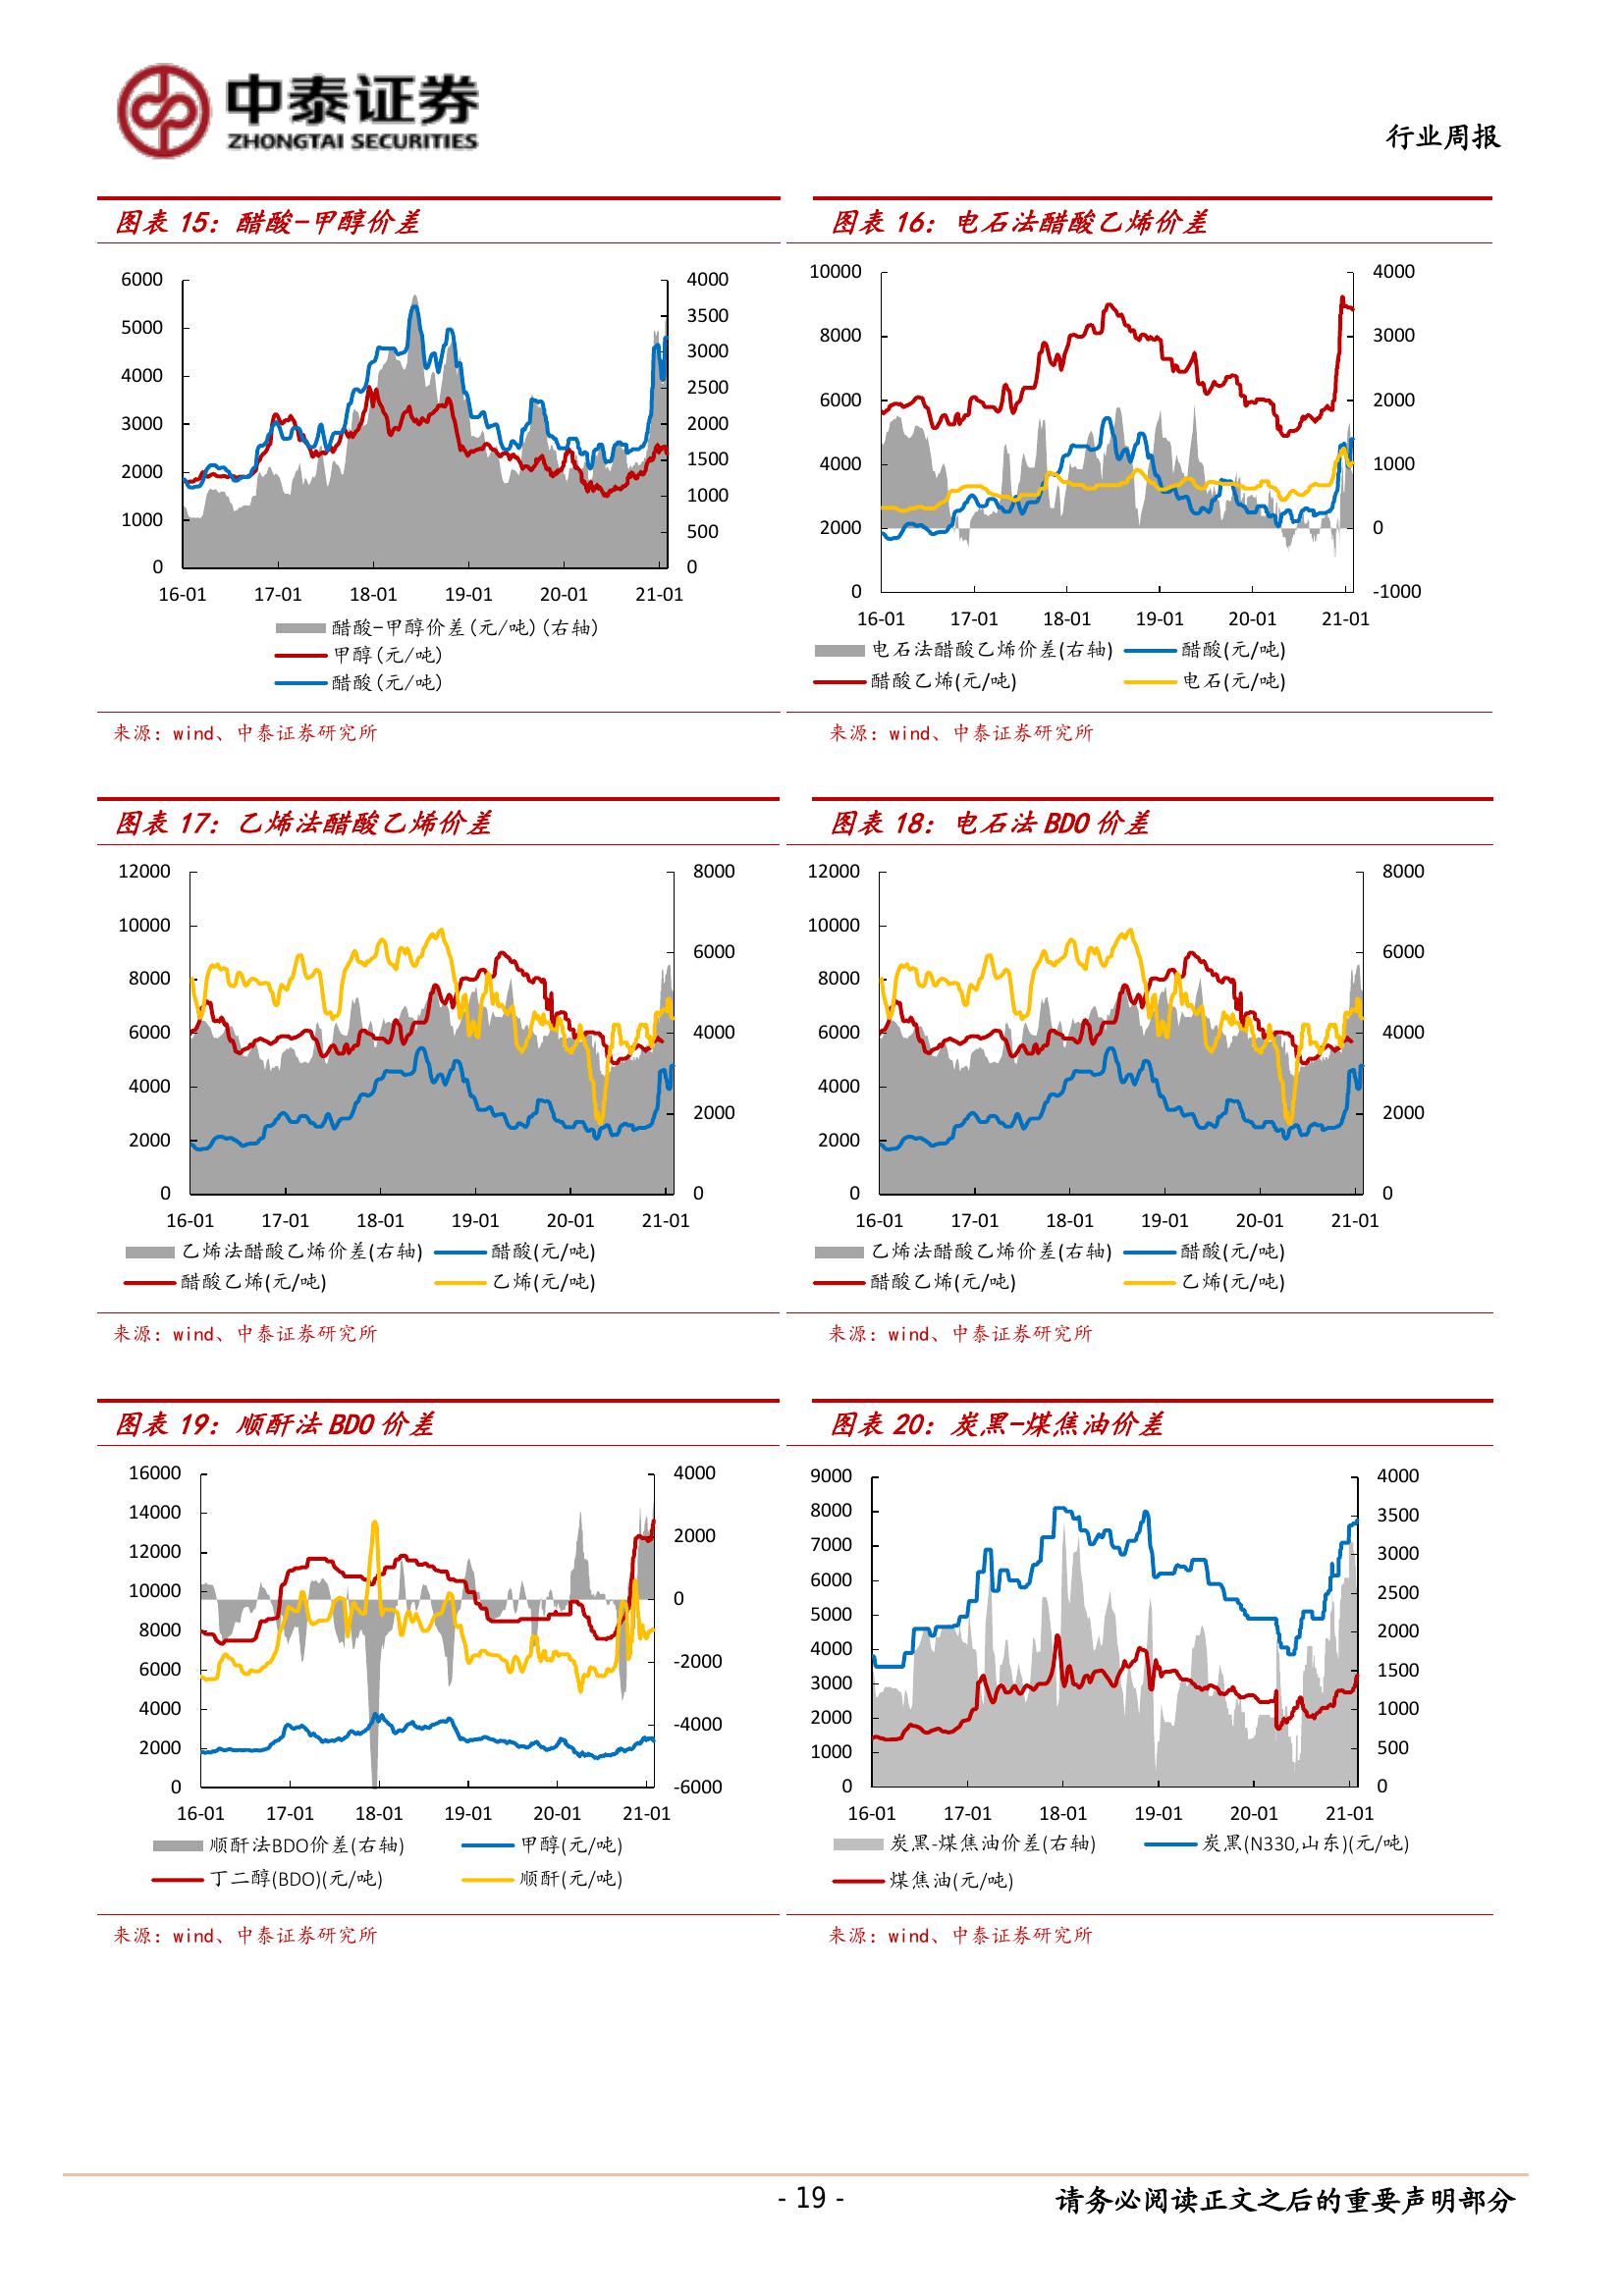 中泰证券
ZHONGTAI SECURITIES
行业周报
图表 15：醋酸-甲醇价差
6000
5000
4000
3000
2000
1000
0
4000
3500
3000
2500
2000
1500
1000
500
0
16-01 17-01 18-01 19-01 20-01 21-01
醋酸-甲醇价差(元/吨)(右轴)
甲醇(元/吨)
醋酸(元/吨)
来源：wind、中泰证券研究所
图表 16：电石法醋酸乙烯价差
10000
8000
6000
4000
2000
0
4000
3000
2000
1000
0
-1000
16-01 17-01 18-01 19-01 20-01 21-01
电石法醋酸乙烯价差(右轴) 醋酸(元/吨)
醋酸乙烯(元/吨) 电石(元/吨)
来源：wind、中泰证券研究所
图表 17：乙烯法醋酸乙烯价差
12000
10000
8000
6000
4000
2000
0
8000
6000
4000
2000
0
16-01 17-01 18-01 19-01 20-01 21-01
乙烯法醋酸乙烯价差(右轴) 醋酸(元/吨)
醋酸乙烯(元/吨) 乙烯(元/吨)
来源：wind、中泰证券研究所
图表 18：电石法 BDO 价差
12000
10000
8000
6000
4000
2000
0
8000
6000
4000
2000
0
16-01 17-01 18-01 19-01 20-01 21-01
乙烯法醋酸乙烯价差(右轴) 醋酸(元/吨)
醋酸乙烯(元/吨) 乙烯(元/吨)
来源：wind、中泰证券研究所
图表 19：顺酐法 BDO 价差
16000
14000
12000
10000
8000
6000
4000
2000
0
4000
2000
0
-2000
-4000
-6000
16-01 17-01 18-01 19-01 20-01 21-01
顺酐法BDO价差(右轴) 甲醇(元/吨)
丁二醇(BDO)(元/吨) 顺酐(元/吨)
来源：wind、中泰证券研究所
图表 20：炭黑-煤焦油价差
9000
8000
7000
6000
5000
4000
3000
2000
1000
0
4000
3500
3000
2500
2000
1500
1000
500
0
16-01 17-01 18-01 19-01 20-01 21-01
炭黑-煤焦油价差(右轴) 炭黑(N330,山东)(元/吨)
煤焦油(元/吨)
来源：wind、中泰证券研究所
- 19 -
请务必阅读正文之后的重要声明部分